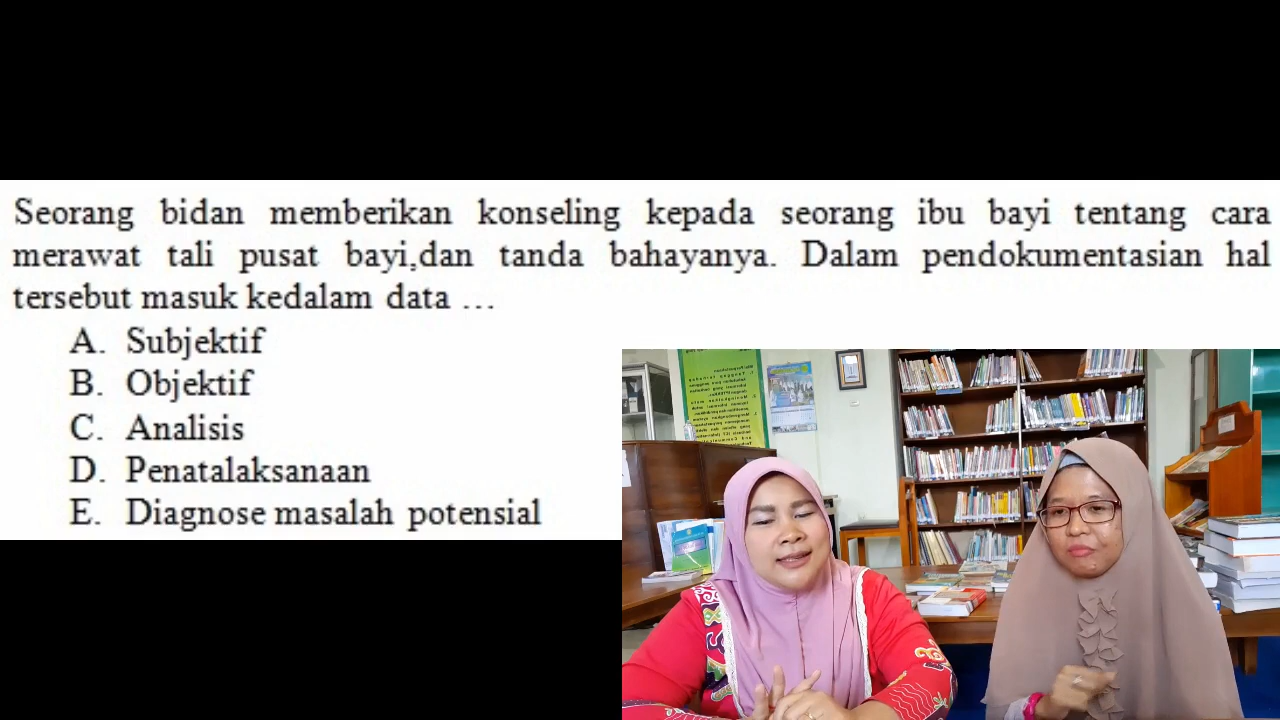 Seorang bidan memberikan konseling kepada seorang ibu bayi tentang cara
merawat tali pusat bayi,dan tanda bahayanya. Dalam pendokumentasian hal
tersebut masuk kedalam data ...
A. Subjektif
B. Objektif
C. Analisis
D. Penatalaksanaan
E. Diagnose masalah potensial